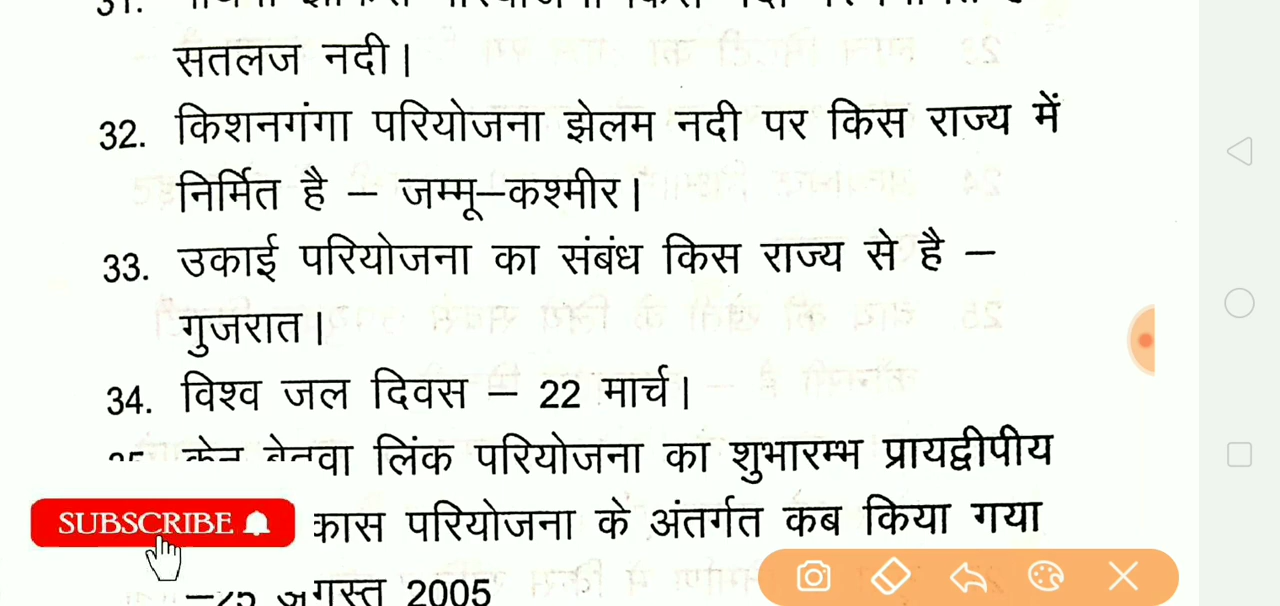 सतलज नदी।
32. किशनगंगा परियोजना झेलम नदी पर किस राज्य में
निर्मित है – जम्मू–कश्मीर।
33. उकाई परियोजना का संबंध किस राज्य से है –
गुजरात।
34. विश्व जल दिवस – 22 मार्च।
लिंक परियोजना का शुभारम्भ प्रायद्वीपीय
कास परियोजना के अंतर्गत कब किया गया
अगस्त 2005
SUBSCRIBE